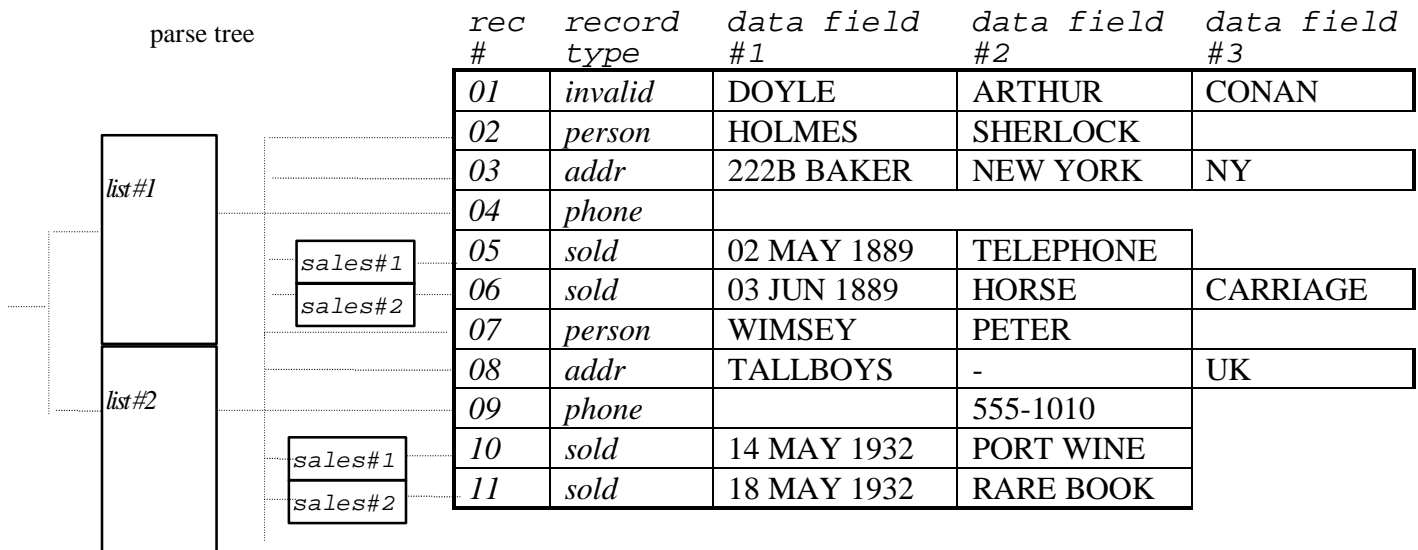 parse tree
rec # record type data field #1 data field #2 data field #3
01 invalid DOYLE ARTHUR CONAN
02 person HOLMES SHERLOCK
list#1
03 addr 222B BAKER NEW YORK NY
04 phone
sales#1 05 sold 02 MAY 1889 TELEPHONE
sales#2 06 sold 03 JUN 1889 HORSE CARRIAGE
07 person WIMSEY PETER
08 addr TALLBOYS - UK
list#2
09 phone 555-1010
sales#1 10 sold 14 MAY 1932 PORT WINE
sales#2 11 sold 18 MAY 1932 RARE BOOK